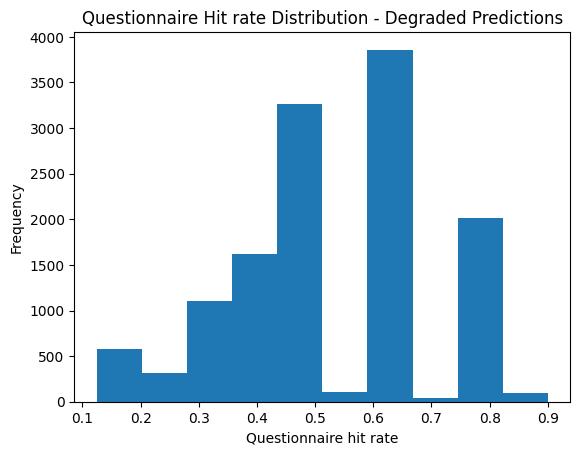 Questionnaire Hit rate Distribution - Degraded Predictions
4000
3500
3000
2500
2000
1500
1000
500
0
Frequency
0.1 0.2 0.3 0.4 0.5 0.6 0.7 0.8 0.9
Questionnaire hit rate